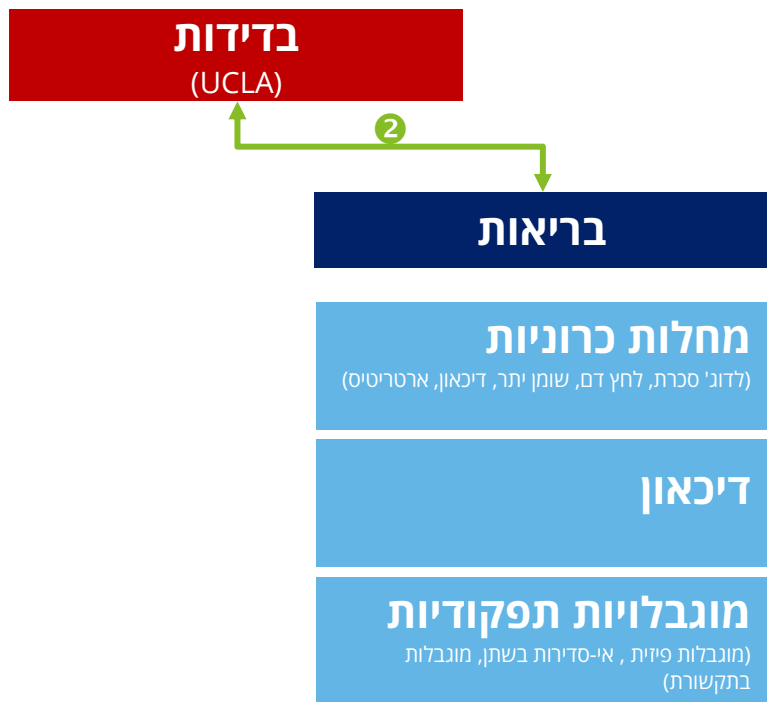 בדידות
(UCLA)
❷
בריאות
מחלות כרוניות
(לדוג' סכרת, לחץ דם, שומן יתר, דיכאון, ארטריטיס)
דיכאון
מוגבלויות תפקודיות
(מוגבלות פיזית , אי-סדירות בשתן, מוגבלות
בתקשורת)